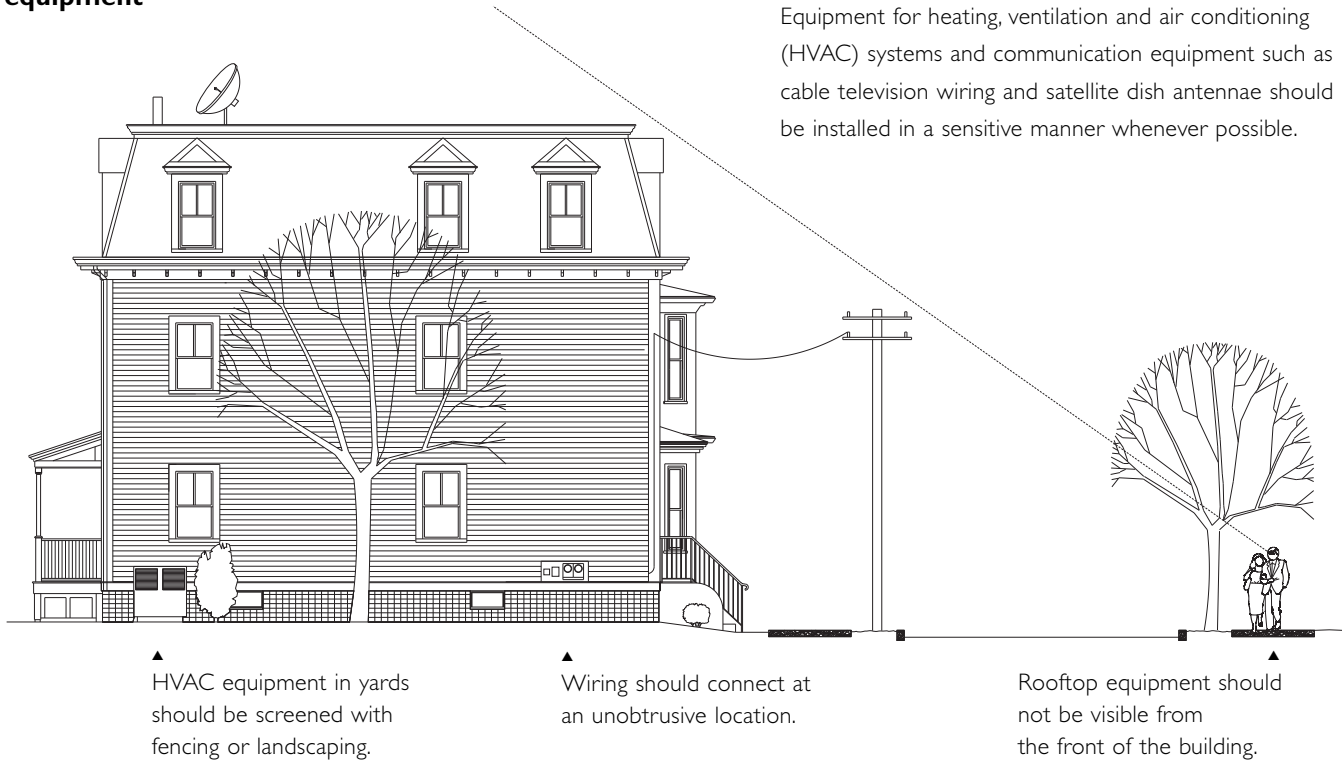 equipment
Equipment for heating, ventilation and air conditioning
(HVAC) systems and communication equipment such as
cable television wiring and satellite dish antennae should
be installed in a sensitive manner whenever possible.
HVAC equipment in yards
should be screened with
fencing or landscaping.
Wiring should connect at
an unobtrusive location.
Rooftop equipment should
not be visible from
the front of the building.